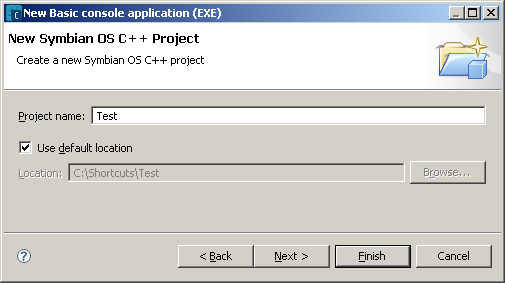 New Basic console application (EXE)
New Symbian OS C++ Project
Create a new Symbian OS C++ project
Project name: Test
Use default location
Location: C:\Shortcuts\Test Browse...
? < Back Next > Finish Cancel